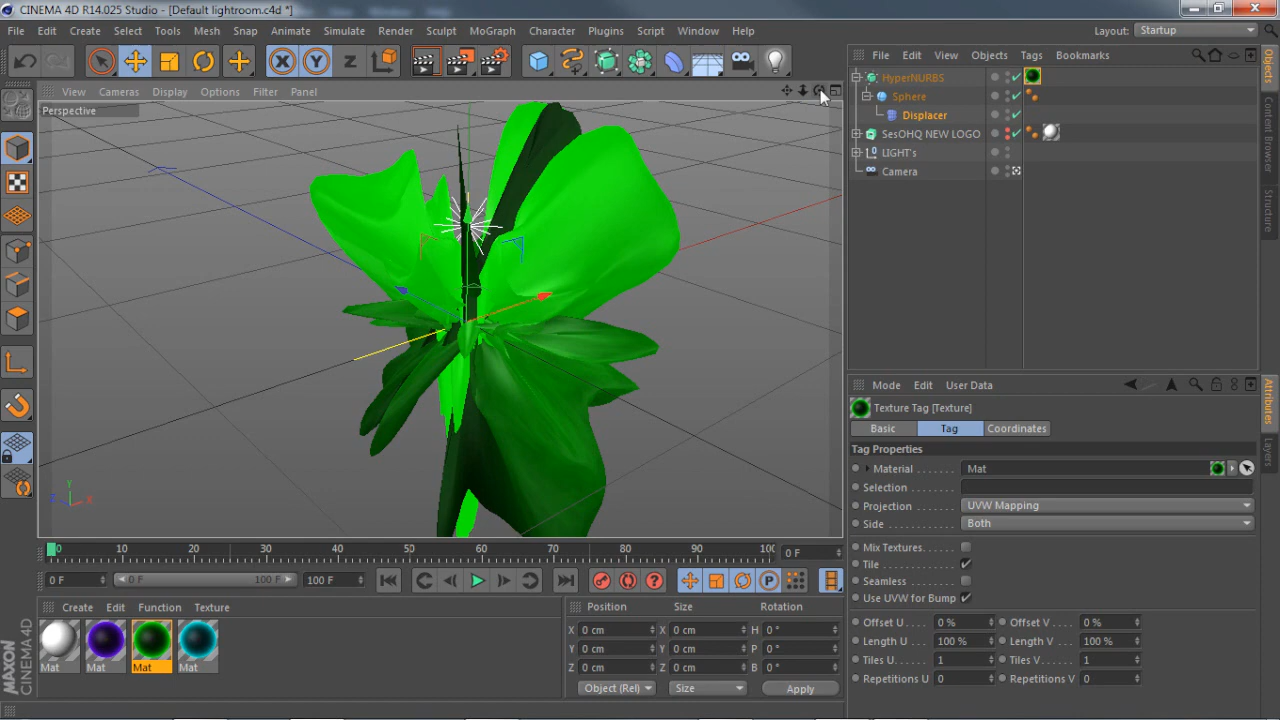 CINEMA 4D R14.025 Studio - [Default lightroom.c4d *]
File Edit Create Select Tools Mesh Snap Animate Simulate Render Sculpt MoGraph Character Plugins Script Window Help
Layout: Startup
File Edit View Objects Tags Bookmarks
View Cameras Display Options Filter Panel
Perspective
HyperNURBS
Sphere
Displacer
SesOHQ NEW LOGO
LIGHT's
Camera
Objects
Content Browser
Structure
Attributes
Layers
Mode Edit User Data
Texture Tag [Texture]
Basic Tag Coordinates
Tag Properties
Material Mat
Selection
Projection UVW Mapping
Side Both
Mix Textures
Tile
Seamless
Use UVW for Bump
Offset U 0 % Offset V 0 %
Length U 100 % Length V 100 %
Tiles U 1 Tiles V 1
Repetitions U 0 Repetitions V 0
Y
Z X
0 10 20 30 40 50 60 70 80 90 100 0 F
0 F 0 F 100 F 100 F
Create Edit Function Texture
Mat Mat Mat Mat
Position Size Rotation
X 0 cm X 0 cm H 0 °
Y 0 cm Y 0 cm P 0 °
Z 0 cm Z 0 cm B 0 °
Object (Rel) Size Apply
MAXON
CINEMA 4D